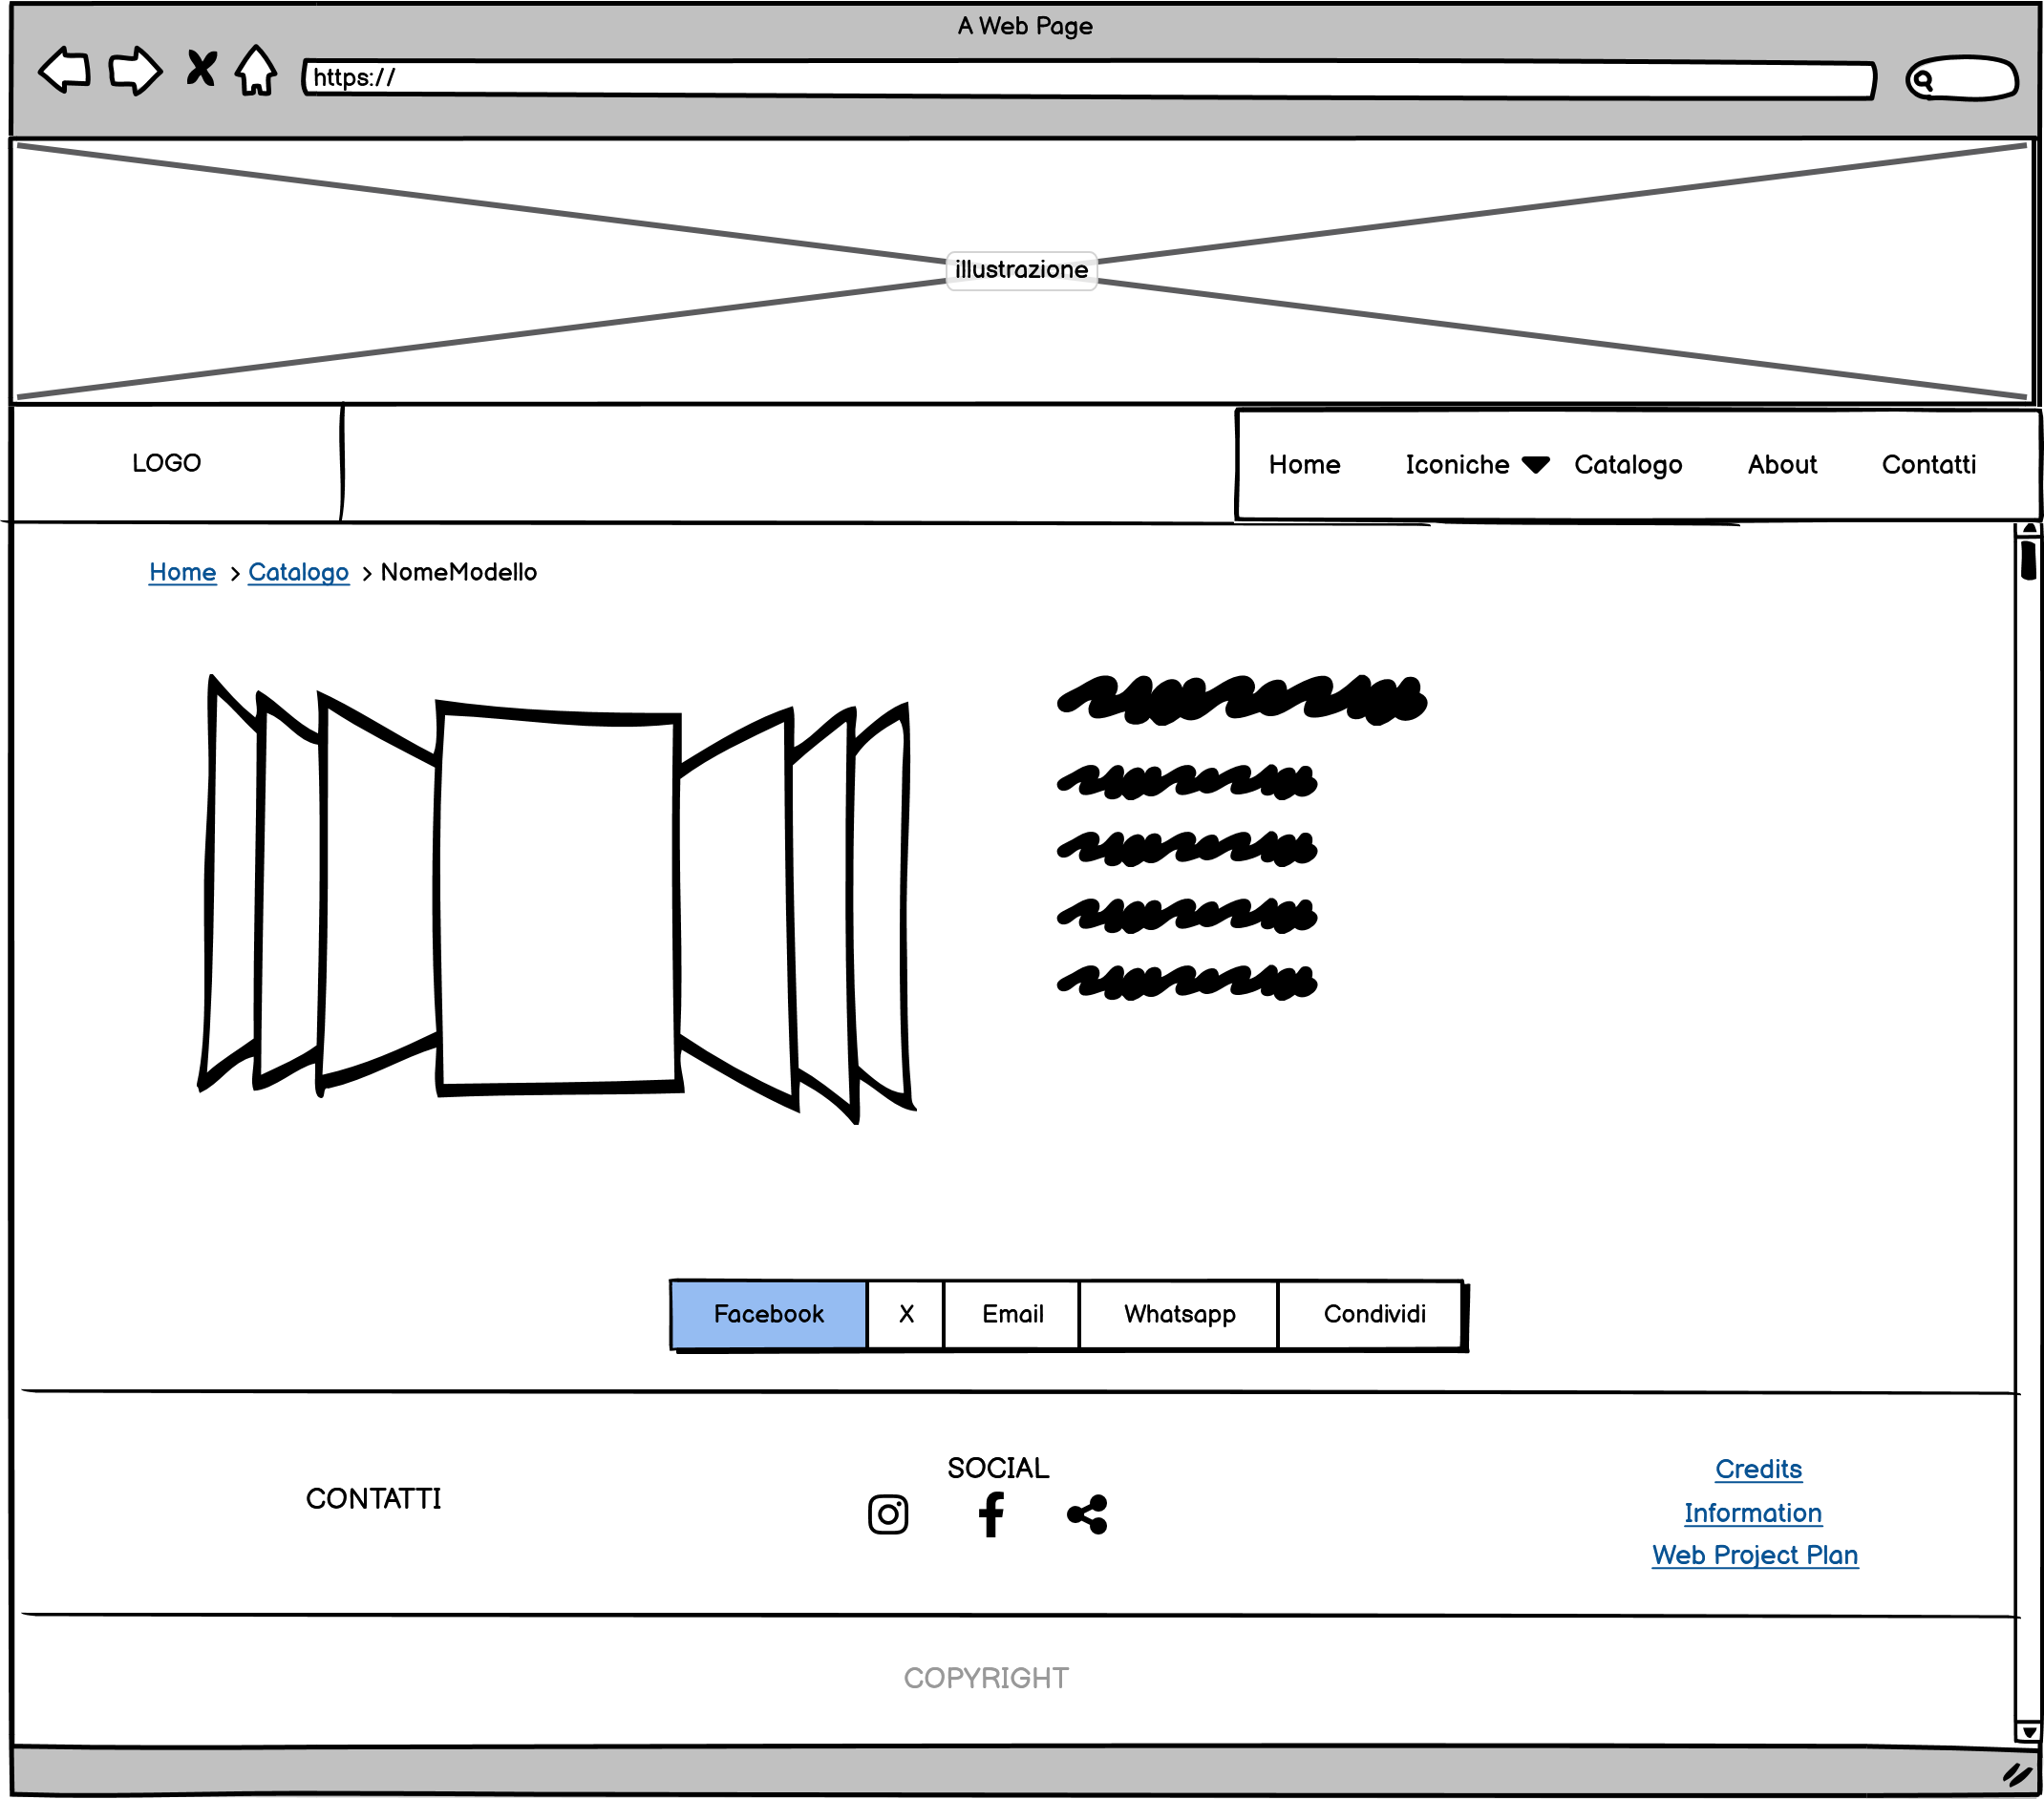 A Web Page
https://
illustrazione
LOGO
Home Iconiche Catalogo About Contatti
Home > Catalogo > NomeModello
Facebook X Email Whatsapp Condividi
CONTATTI
SOCIAL
Credits
Information
Web Project Plan
COPYRIGHT